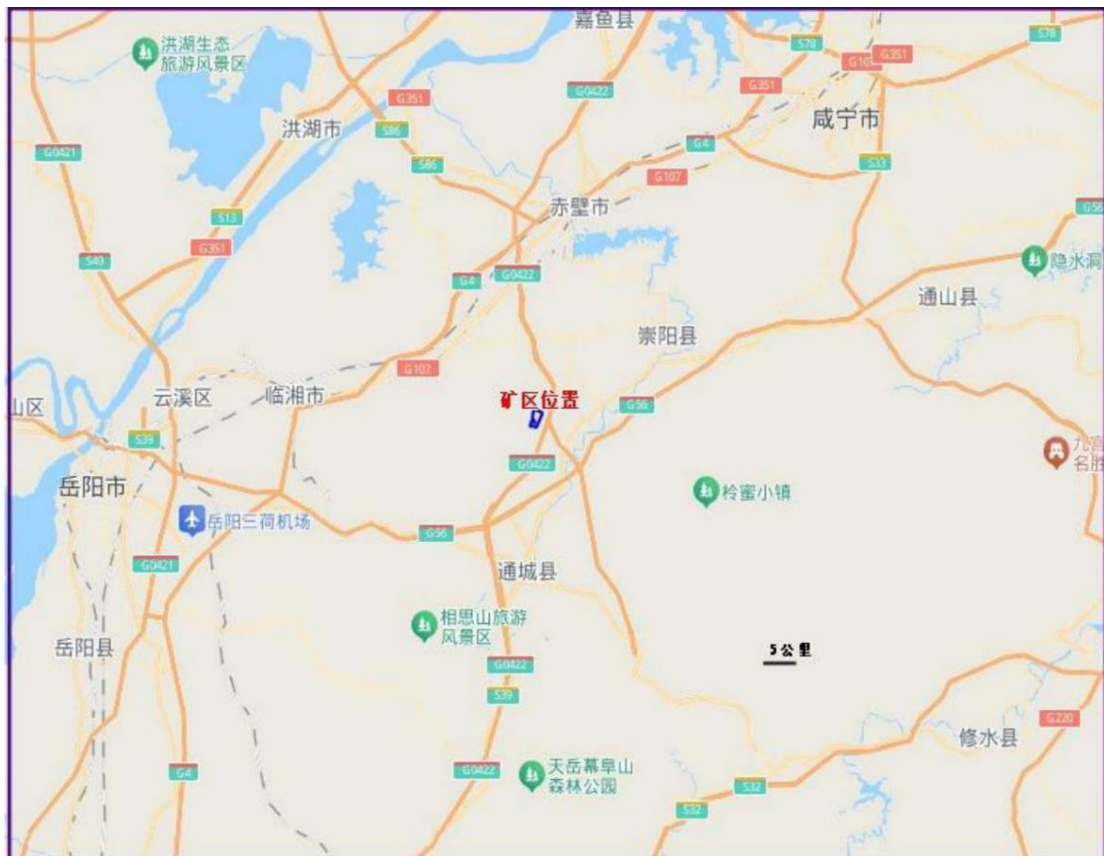 嘉鱼县
S78
S78
洪湖生态
旅游风景区
G351
G351
G351
G0422
咸宁市
洪湖市
S86
G0421
S86
G4
S33
G107
赤壁市
G56
S13
G351
S49
隐水洞
G4
G0422
通山县
崇阳县
G107
云溪区
临湘市
矿区位置
山区
G56
S39
G0422
九宫
名胜
岳阳市
柃蜜小镇
岳阳三荷机场
G56
G0421
通城县
相思山旅游
风景区
岳阳县
5公里
G0422
S39
G220
修水县
G4
G0422
天岳幕阜山
森林公园
S32
S32